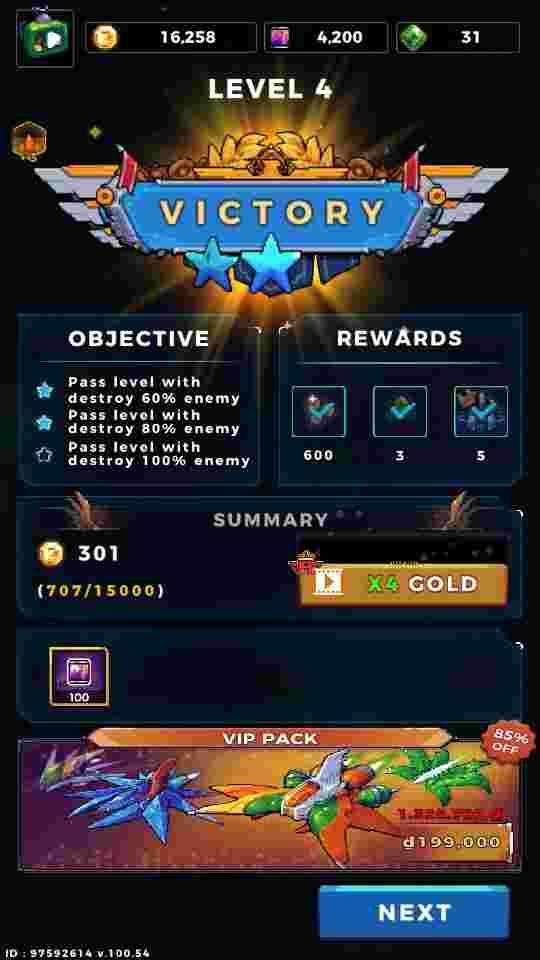 16,258
4,200
31
LEVEL 4
VICTORY
OBJECTIVE
REWARDS
Pass level with
destroy 60% enemy
Pass level with
destroy 80% enemy
Pass level with
destroy 100% enemy
600
3
5
SUMMARY
301
(707/15000)
X4 GOLD
100
VIP PACK
85%
OFF
đ199,000
NEXT
ID : 97592614 v.100.54